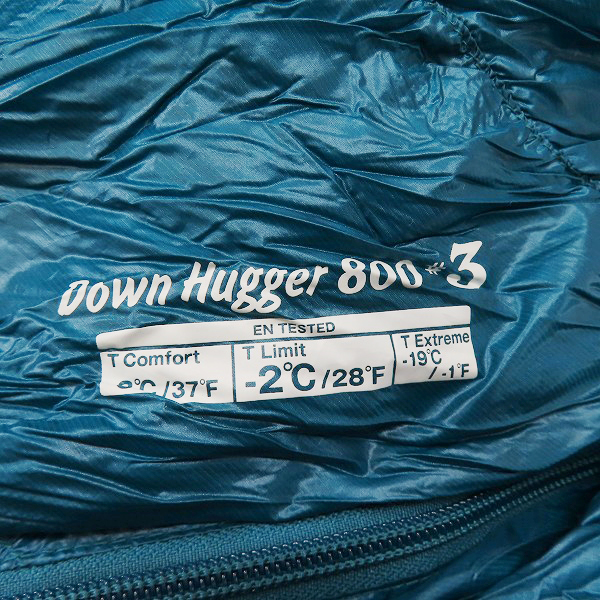 Down Hugger 800 #3
EN TESTED
T Comfort
°C/37°F
T Limit
-2°C/28°F
T Extreme
-19°C
/-1°F